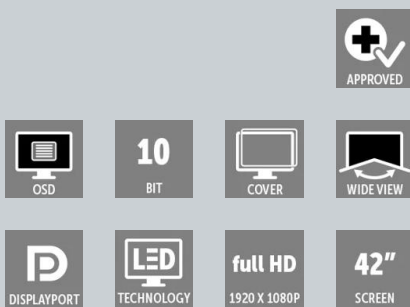 APPROVED
OSD
10
BIT
COVER
WIDE VIEW
DISPLAYPORT
LED
TECHNOLOGY
full HD
1920 X 1080P
42"
SCREEN